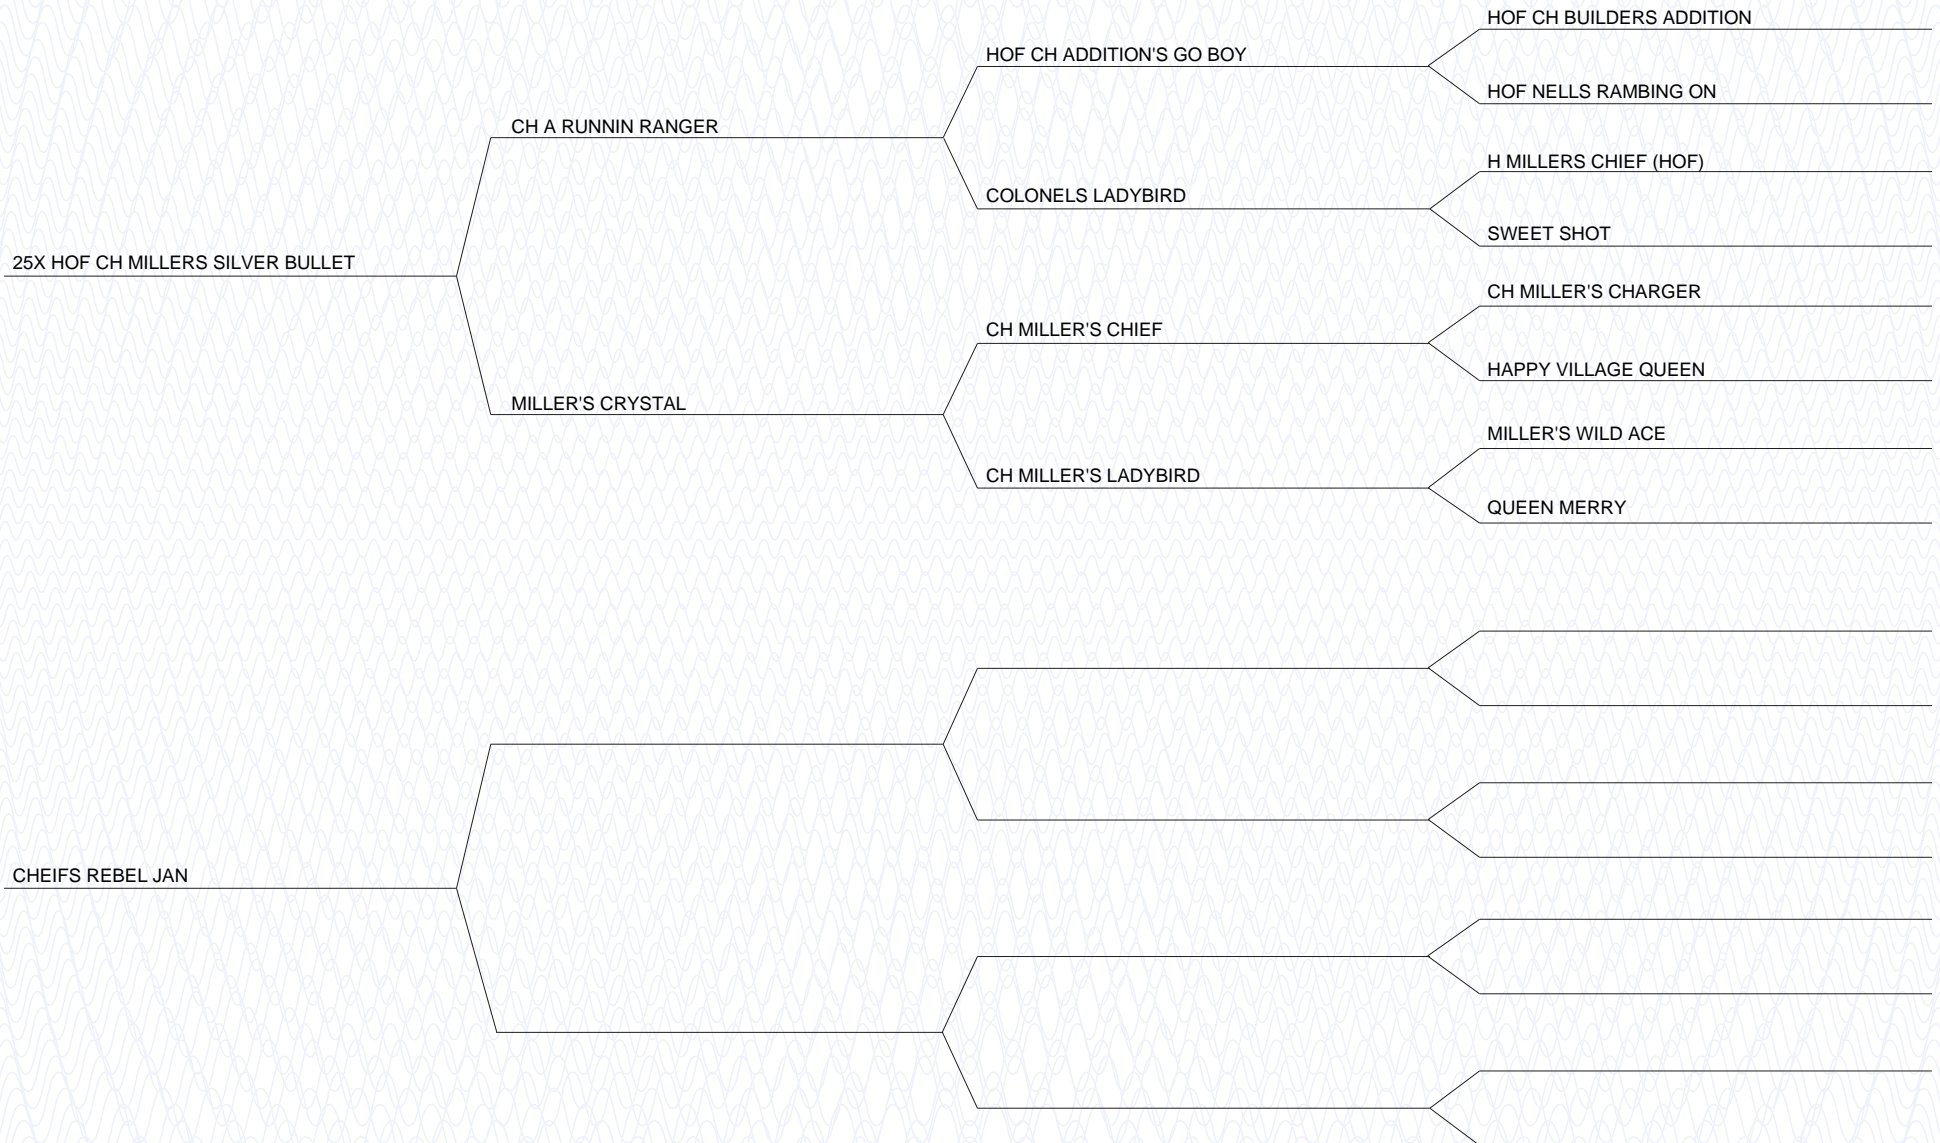 HOF CH BUILDERS ADDITION
HOF CH ADDITION'S GO BOY
HOF NELLS RAMBING ON
CH A RUNNIN RANGER
H MILLERS CHIEF (HOF)
COLONELS LADYBIRD
SWEET SHOT
25X HOF CH MILLERS SILVER BULLET
CH MILLER'S CHARGER
CH MILLER'S CHIEF
HAPPY VILLAGE QUEEN
MILLER'S CRYSTAL
MILLER'S WILD ACE
CH MILLER'S LADYBIRD
QUEEN MERRY
CHEIFS REBEL JAN